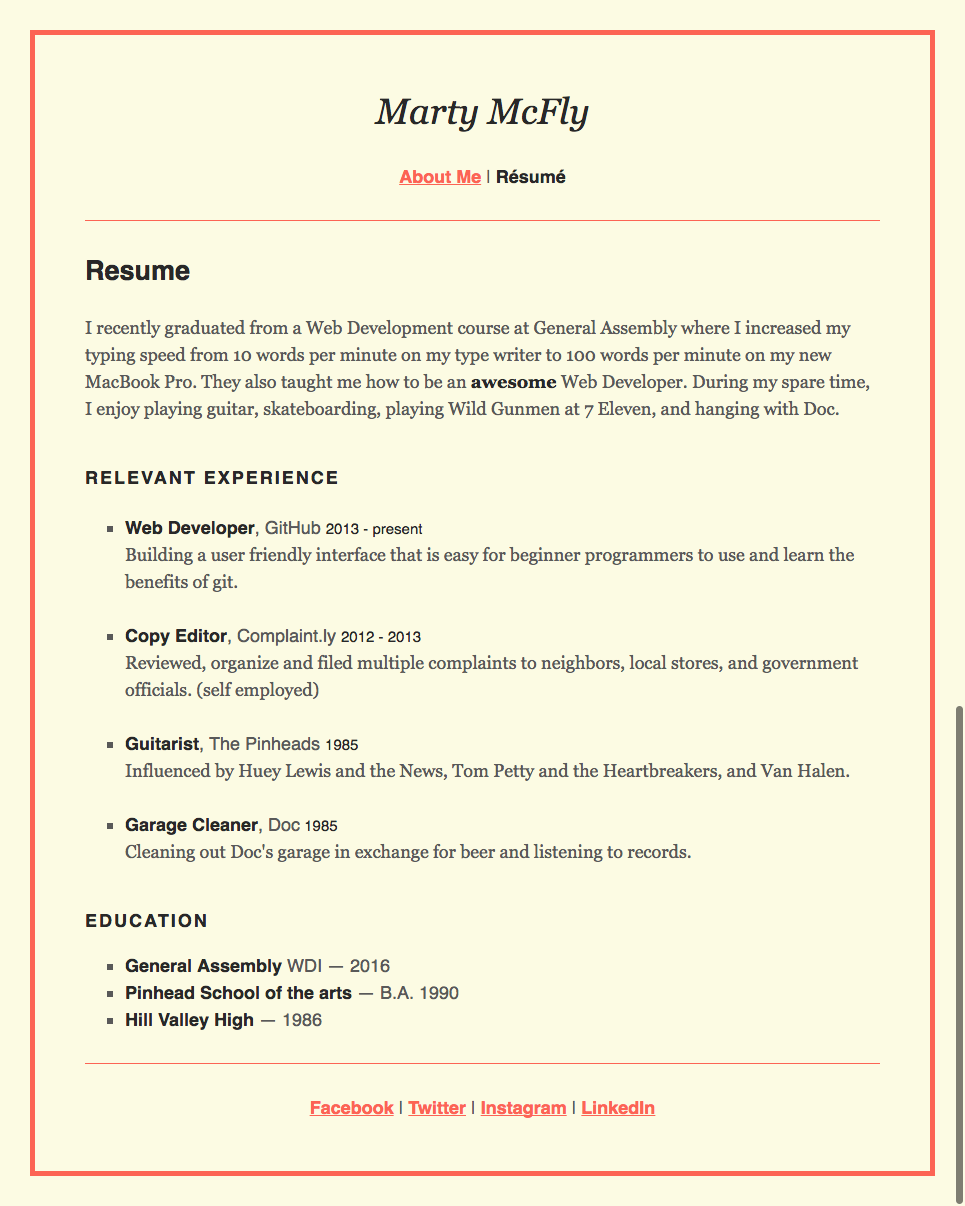 Marty McFly
About Me | Résumé
Resume
I recently graduated from a Web Development course at General Assembly where I increased my
typing speed from 10 words per minute on my type writer to 100 words per minute on my new
MacBook Pro. They also taught me how to be an awesome Web Developer. During my spare time,
I enjoy playing guitar, skateboarding, playing Wild Gunmen at 7 Eleven, and hanging with Doc.
RELEVANT EXPERIENCE
Web Developer, GitHub 2013 - present
Building a user friendly interface that is easy for beginner programmers to use and learn the
benefits of git.
Copy Editor, Complaint.ly 2012 - 2013
Reviewed, organize and filed multiple complaints to neighbors, local stores, and government
officials. (self employed)
Guitarist, The Pinheads 1985
Influenced by Huey Lewis and the News, Tom Petty and the Heartbreakers, and Van Halen.
Garage Cleaner, Doc 1985
Cleaning out Doc's garage in exchange for beer and listening to records.
EDUCATION
General Assembly WDI — 2016
Pinhead School of the arts — B.A. 1990
Hill Valley High — 1986
Facebook | Twitter | Instagram | LinkedIn